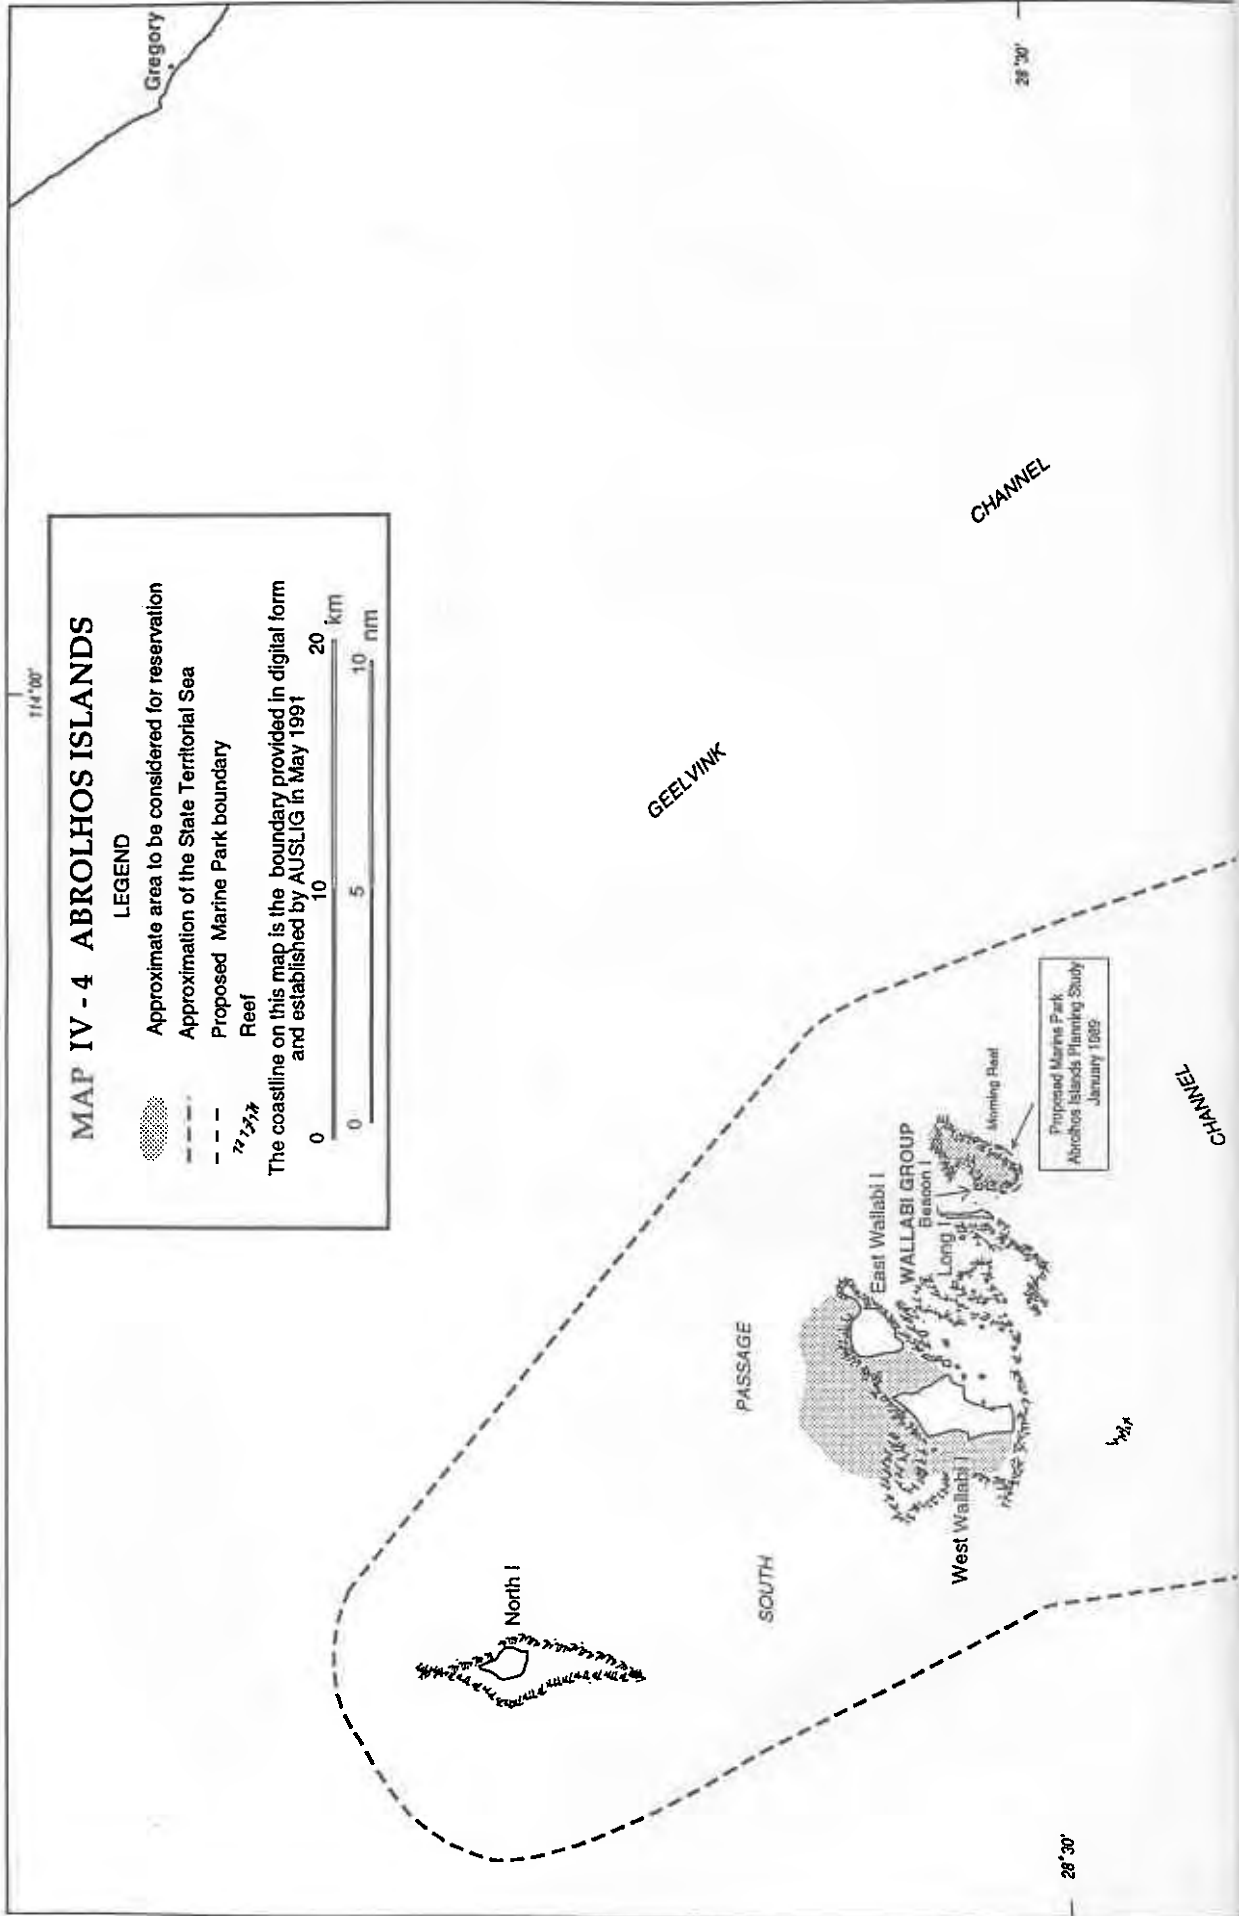 MAP IV - 4 ABROLHOS ISLANDS
LEGEND
Approximate area to be considered for reservation
Approximation of the State Territorial Sea
Proposed Marine Park boundary
Reef
The coastline on this map is the boundary provided in digital form
and established by AUSLIG in May 1991
0 10 20
km
0 5 10
nm
114°00'
Gregory
28°30'
GEELVINK
CHANNEL
North I
SOUTH
PASSAGE
East Wallabi I
WALLABI GROUP
Beacon I
Long I
West Wallabi I
Morning Reef
Proposed Marine Park
Abrolhos Islands Planning Study
January 1989
CHANNEL
28°30'